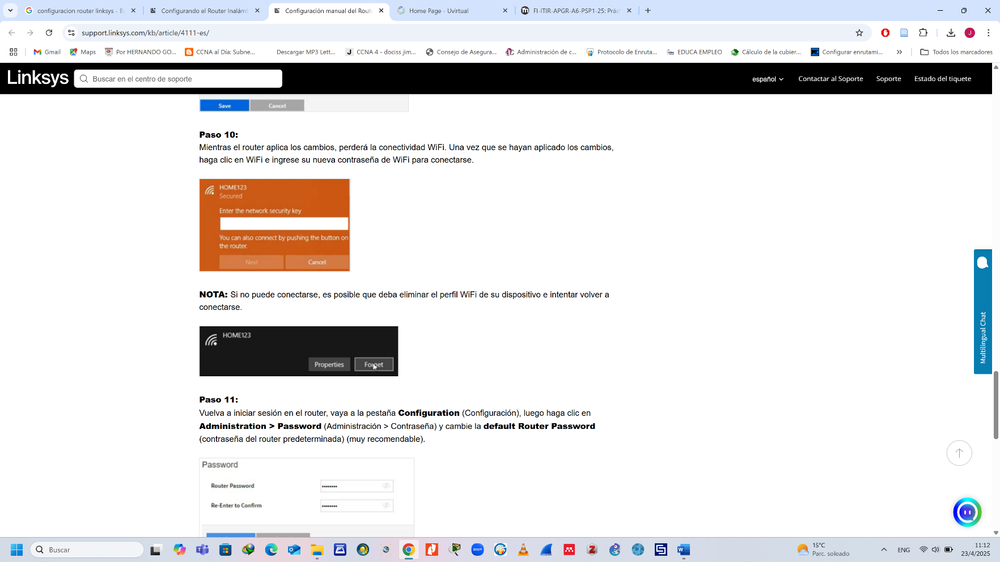 configuracion router linksys - B
Configurando el Router Inalám
Configuración manual del Rout
Home Page - Uvirtual
FI-ITIR-APGR-A6-PSP1-25: Prác
support.linksys.com/kb/article/4111-es/
J
Gmail
Maps
Por HERNANDO GO...
CCNA al Día: Subne...
Descargar MP3 Lett...
CCNA 4 - dociss jim...
Consejo de Asegura...
Administración de c...
Protocolo de Enruta...
EDUCA EMPLEO
Cálculo de la cubier...
Configurar enrutami...
Todos los marcadores
Linksys
Buscar en el centro de soporte
español
Contactar al Soporte
Soporte
Estado del tiquete
Save
Cancel
Paso 10:
Mientras el router aplica los cambios, perderá la conectividad WiFi. Una vez que se hayan aplicado los cambios,
haga clic en WiFi e ingrese su nueva contraseña de WiFi para conectarse.
HOME123
Secured
Enter the network security key
You can also connect by pushing the button on
the router.
Next
Cancel
NOTA: Si no puede conectarse, es posible que deba eliminar el perfil WiFi de su dispositivo e intentar volver a
conectarse.
HOME123
Properties
Forget
Paso 11:
Vuelva a iniciar sesión en el router, vaya a la pestaña Configuration (Configuración), luego haga clic en
Administration > Password (Administración > Contraseña) y cambie la default Router Password
(contraseña del router predeterminada) (muy recomendable).
Password
Router Password
Re-Enter to Confirm
Multilingual Chat
Buscar
zoom
15°C
Parc. soleado
ENG
11:12
23/4/2025